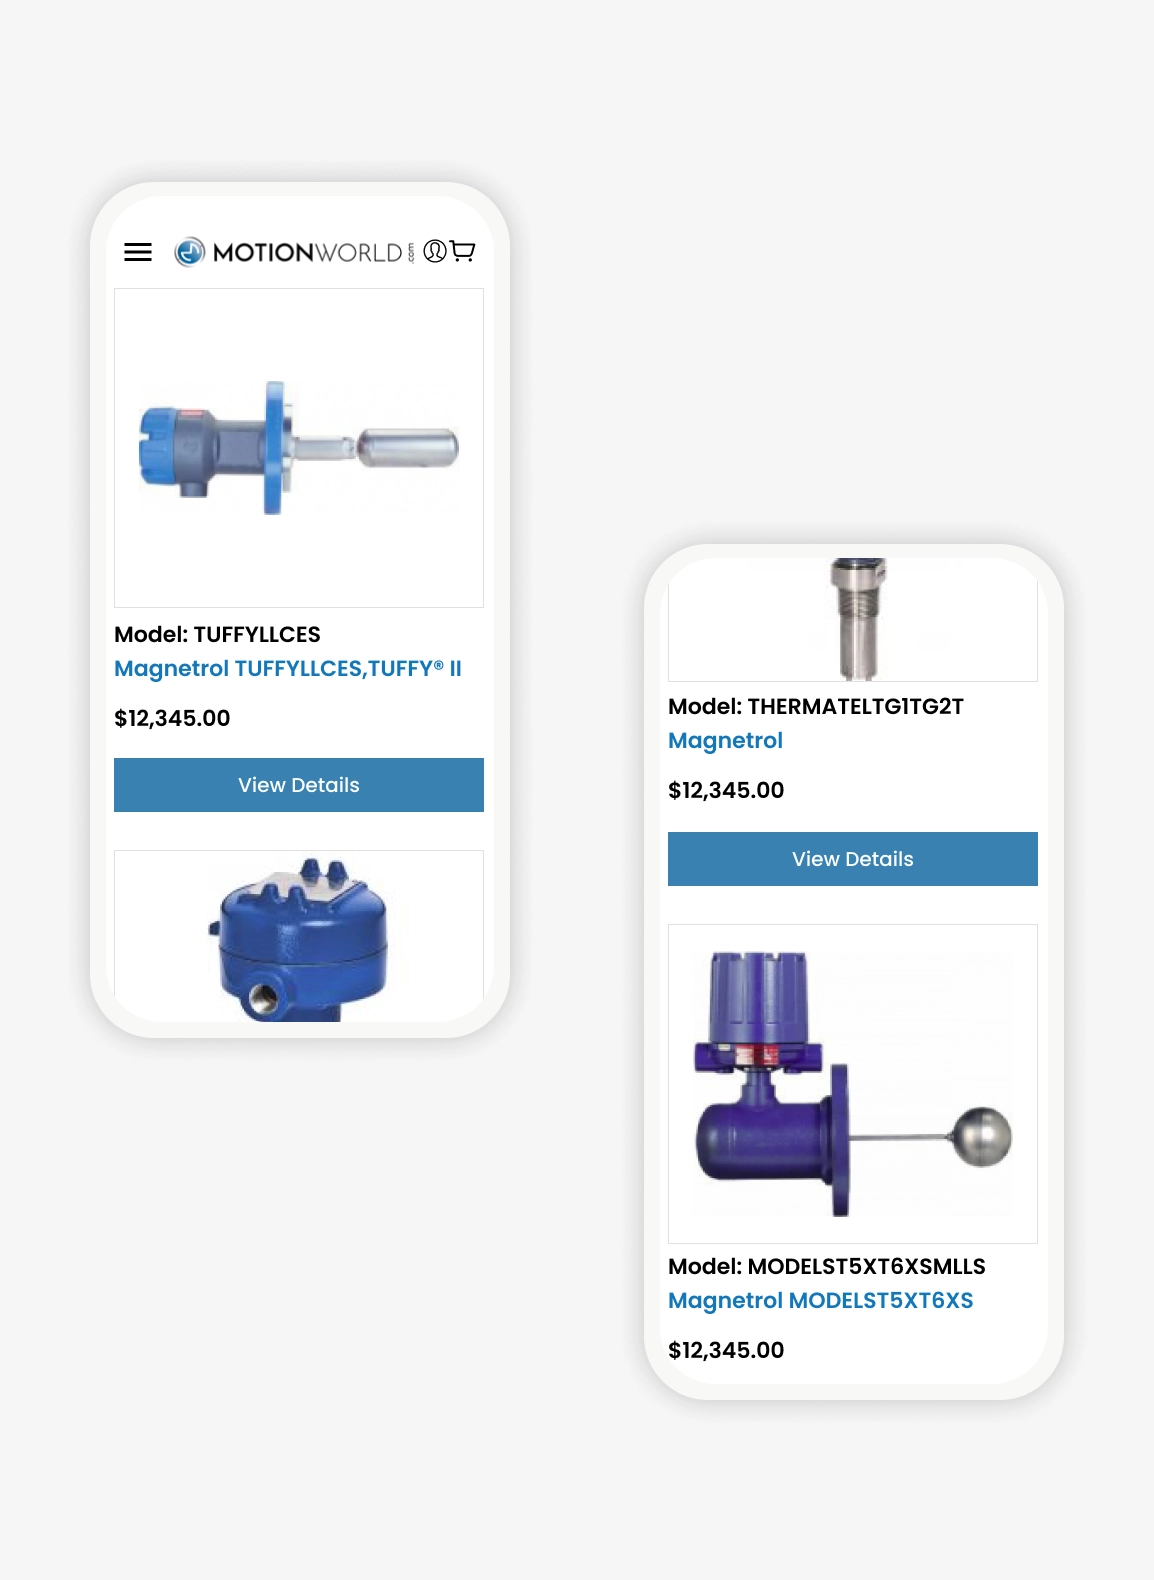 MOTIONWORLD.com
Model: TUFFYLLCES
Magnetrol TUFFYLLCES,TUFFY® II
$12,345.00
View Details
Model: THERMATELTG1TG2T
Magnetrol
$12,345.00
View Details
Model: MODELST5XT6XSMLLS
Magnetrol MODELST5XT6XS
$12,345.00